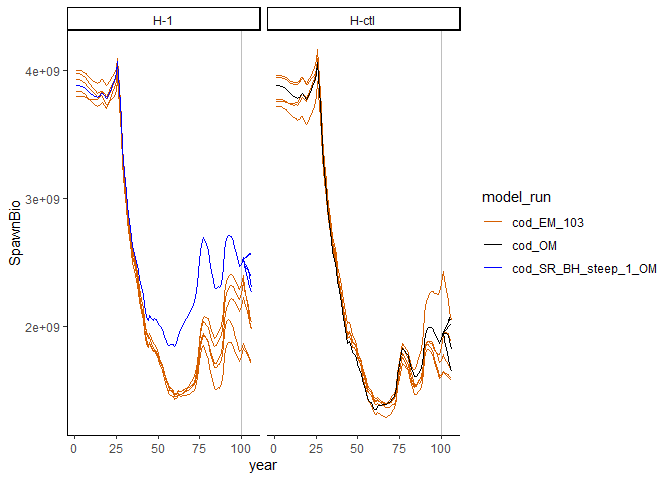 H-1
H-ctl
4e+09
3e+09
2e+09
SpawnBio
0
25
50
75
100
0
25
50
75
100
year
model_run
cod_EM_103
cod_OM
cod_SR_BH_steep_1_OM